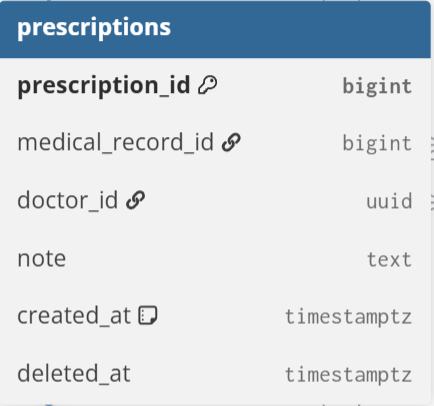 prescriptions
prescription_id bigint
medical_record_id bigint
doctor_id uuid
note text
created_at timestamptz
deleted_at timestamptz